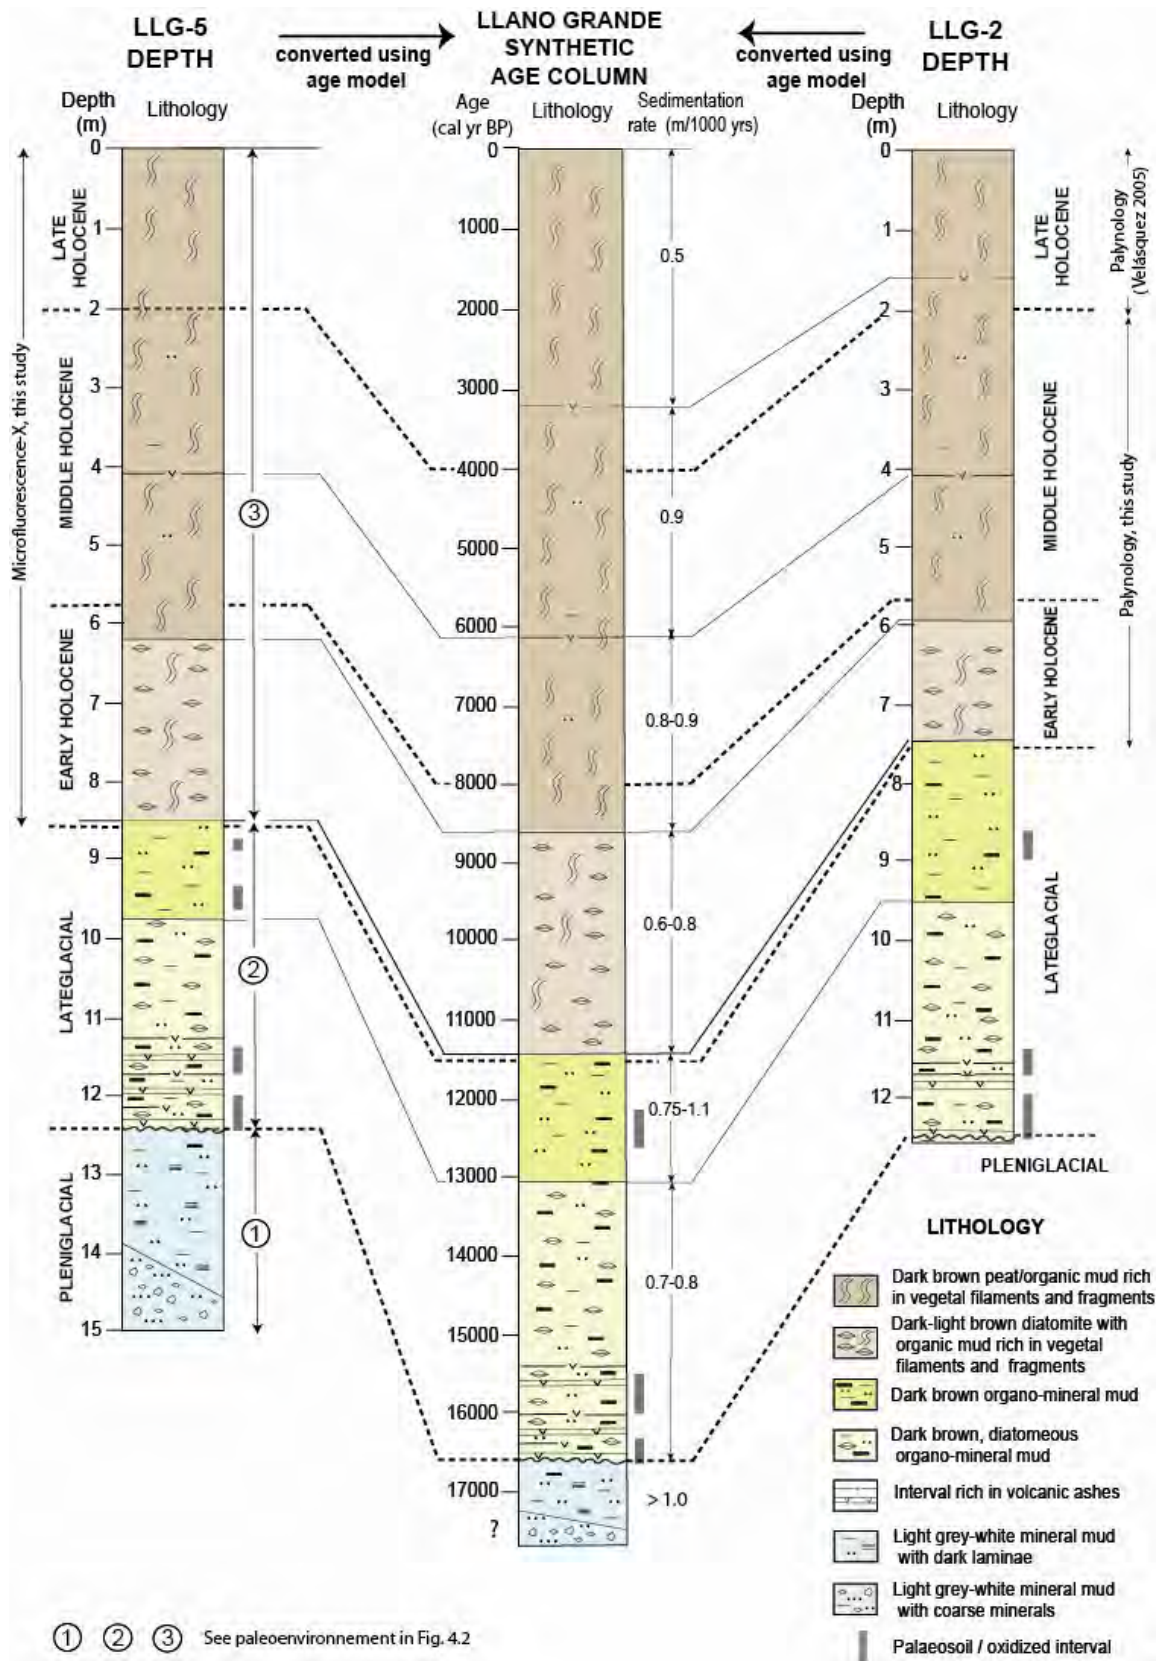 LLG-5
DEPTH
converted using
age model
LLANO GRANDE
SYNTHETIC
AGE COLUMN
converted using
age model
LLG-2
DEPTH
Depth
(m)
Lithology
Age
(cal yr BP)
Lithology
Sedimentation
rate (m/1000 yrs)
Depth
(m)
Lithology
Microfluorescence-X, this study
0
1
2
3
4
5
6
7
8
9
10
11
12
13
14
15
LATE
HOLOCENE
MIDDLE HOLOCENE
EARLY HOLOCENE
LATEGLACIAL
PLENIGLACIAL
3
2
1
0
1000
2000
3000
4000
5000
6000
7000
8000
9000
10000
11000
12000
13000
14000
15000
16000
17000
?
0.5
0.9
0.8-0.9
0.6-0.8
0.75-1.1
0.7-0.8
> 1.0
0
1
2
3
4
5
6
7
8
9
10
11
12
LATE
HOLOCENE
MIDDLE HOLOCENE
EARLY HOLOCENE
LATEGLACIAL
PLENIGLACIAL
Palynology
(Velásquez 2005)
Palynology, this study
LITHOLOGY
Dark brown peat/organic mud rich
in vegetal filaments and fragments
Dark-light brown diatomite with
organic mud rich in vegetal
filaments and fragments
Dark brown organo-mineral mud
Dark brown, diatomeous
organo-mineral mud
Interval rich in volcanic ashes
Light grey-white mineral mud
with dark laminae
Light grey-white mineral mud
with coarse minerals
Palaeosoil / oxidized interval
1 2 3 See paleoenvironnement in Fig. 4.2